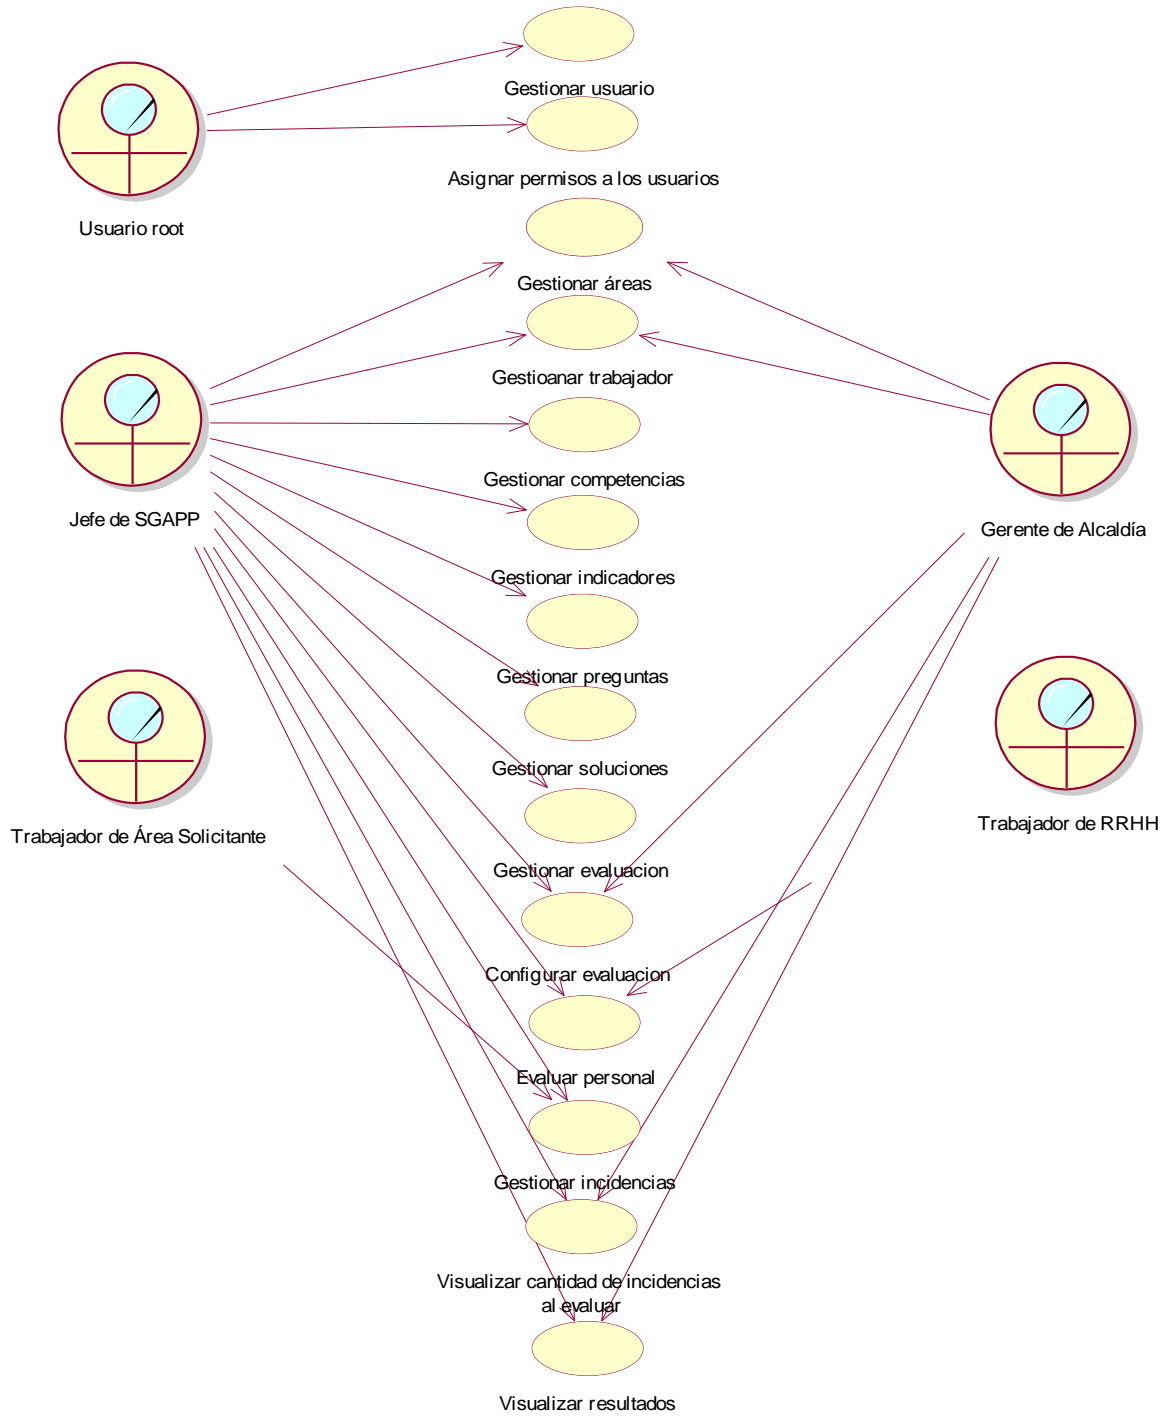 Gestionar usuario
Asignar permisos a los usuarios
Usuario root
Gestionar áreas
Gestioanar trabajador
Gestionar competencias
Jefe de SGAPP
Gerente de Alcaldía
Gestionar indicadores
Gestionar preguntas
Gestionar soluciones
Trabajador de Área Solicitante
Trabajador de RRHH
Gestionar evaluacion
Configurar evaluacion
Evaluar personal
Gestionar incidencias
Visualizar cantidad de incidencias
al evaluar
Visualizar resultados